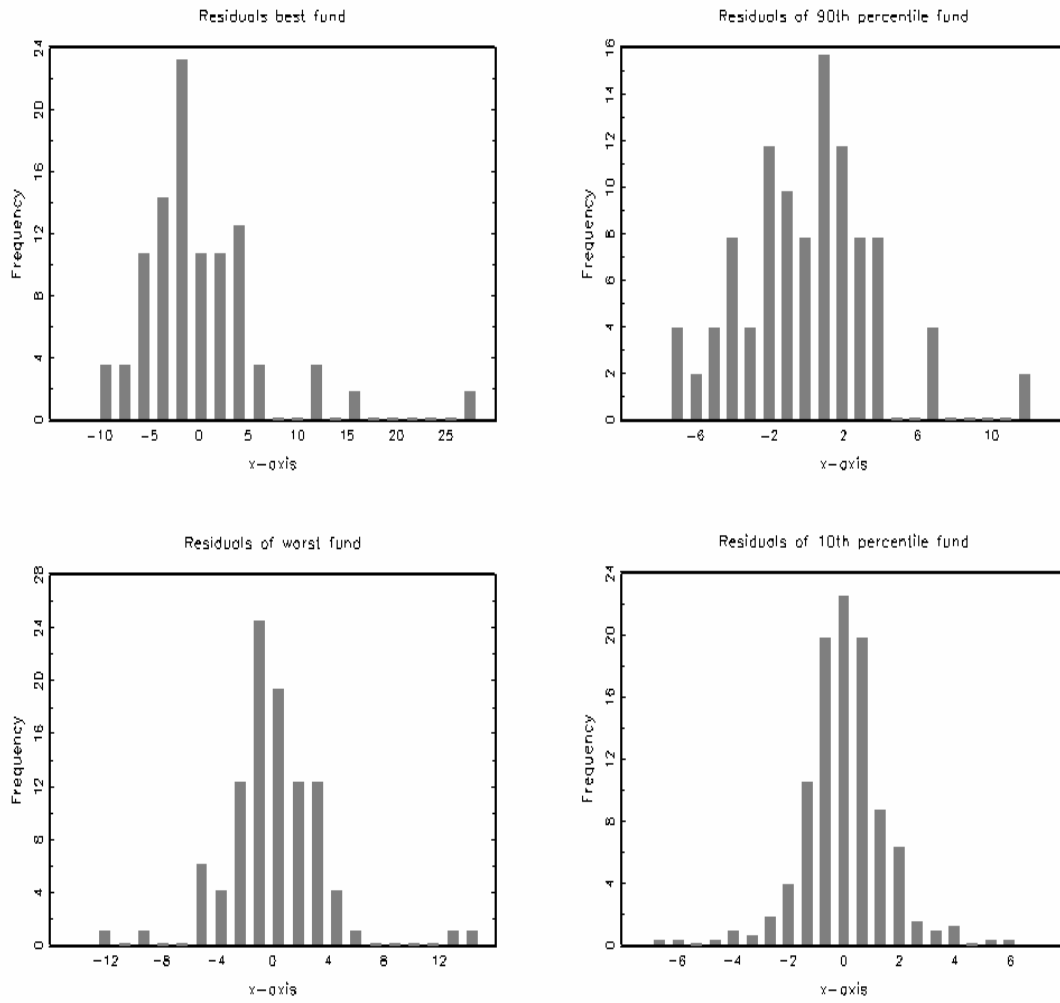 Residuals best fund
Frequency
24
20
16
12
8
4
0
-10 -5 0 5 10 15 20 25
x-axis
Residuals of 90th percentile fund
Frequency
16
14
12
10
8
6
4
2
0
-6 -2 2 6 10
x-axis
Residuals of worst fund
Frequency
28
24
20
16
12
8
4
0
-12 -8 -4 0 4 8 12
x-axis
Residuals of 10th percentile fund
Frequency
24
20
16
12
8
4
0
-6 -4 -2 0 2 4 6
x-axis